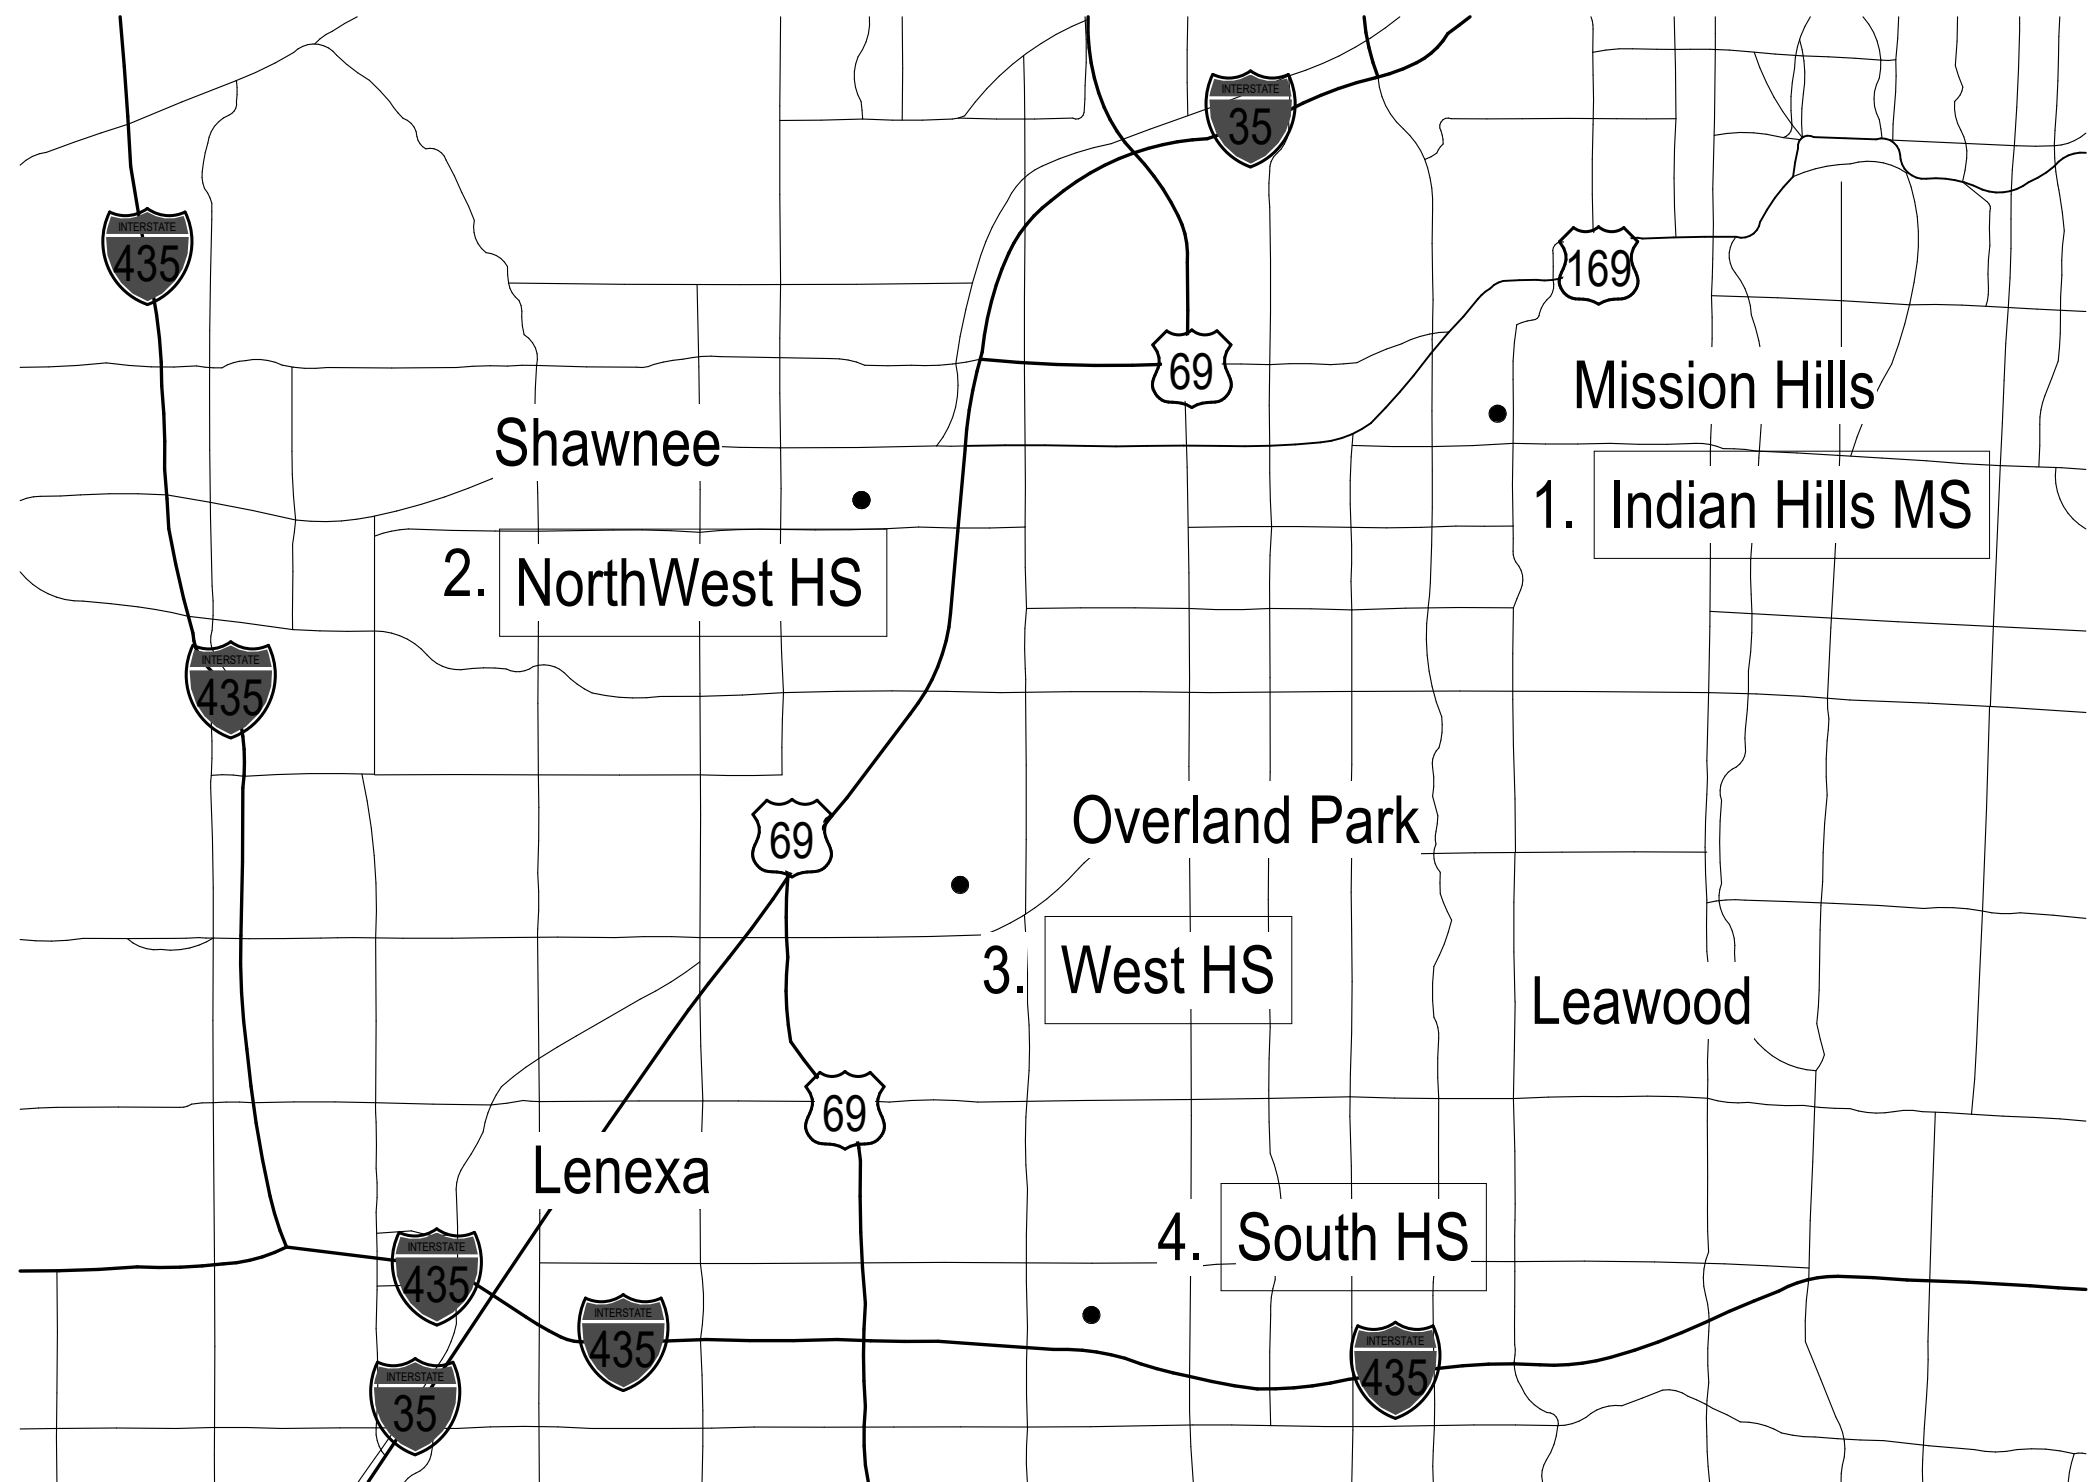 INTERSTATE
35
INTERSTATE
435
169
69
Mission Hills
Shawnee
1. Indian Hills MS
2. NorthWest HS
INTERSTATE
435
69
Overland Park
3. West HS
Leawood
69
Lenexa
4. South HS
INTERSTATE
435
INTERSTATE
435
INTERSTATE
435
INTERSTATE
35